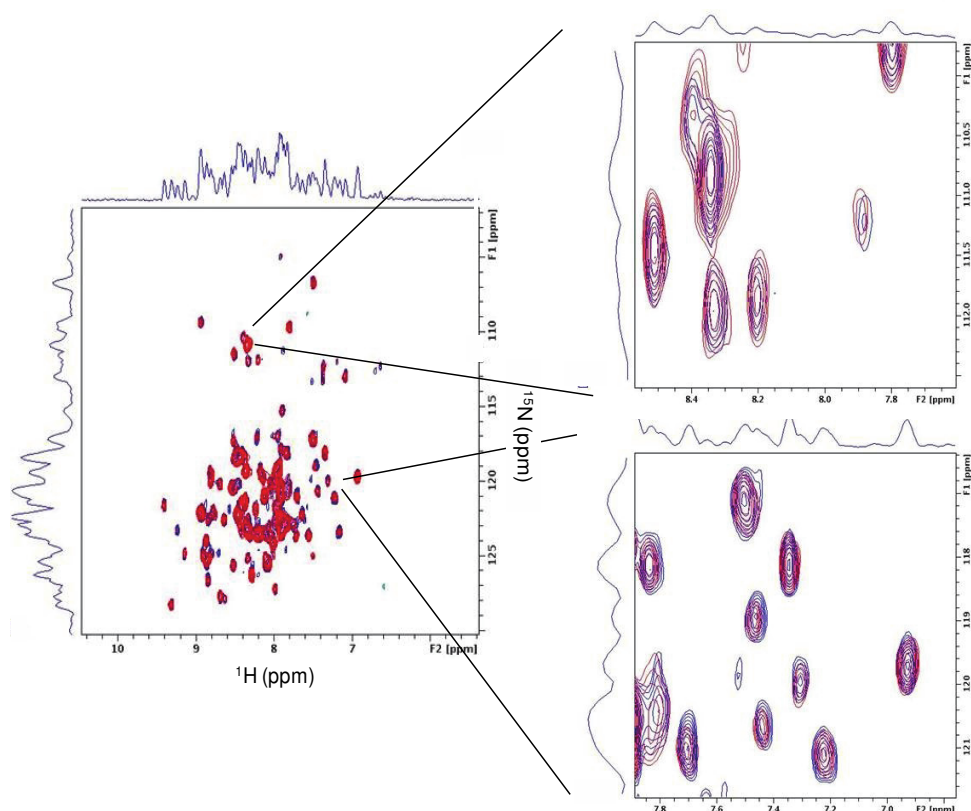 F1 [ppm]
110
115
120
125
10 9 8 7 F2 [ppm]
¹H (ppm)
¹⁵N (ppm)
F1 [ppm]
110.5
111.0
111.5
112.0
8.4 8.2 8.0 7.8 F2 [ppm]
F1 [ppm]
118
119
120
121
7.8 7.6 7.4 7.2 7.0 F2 [ppm]